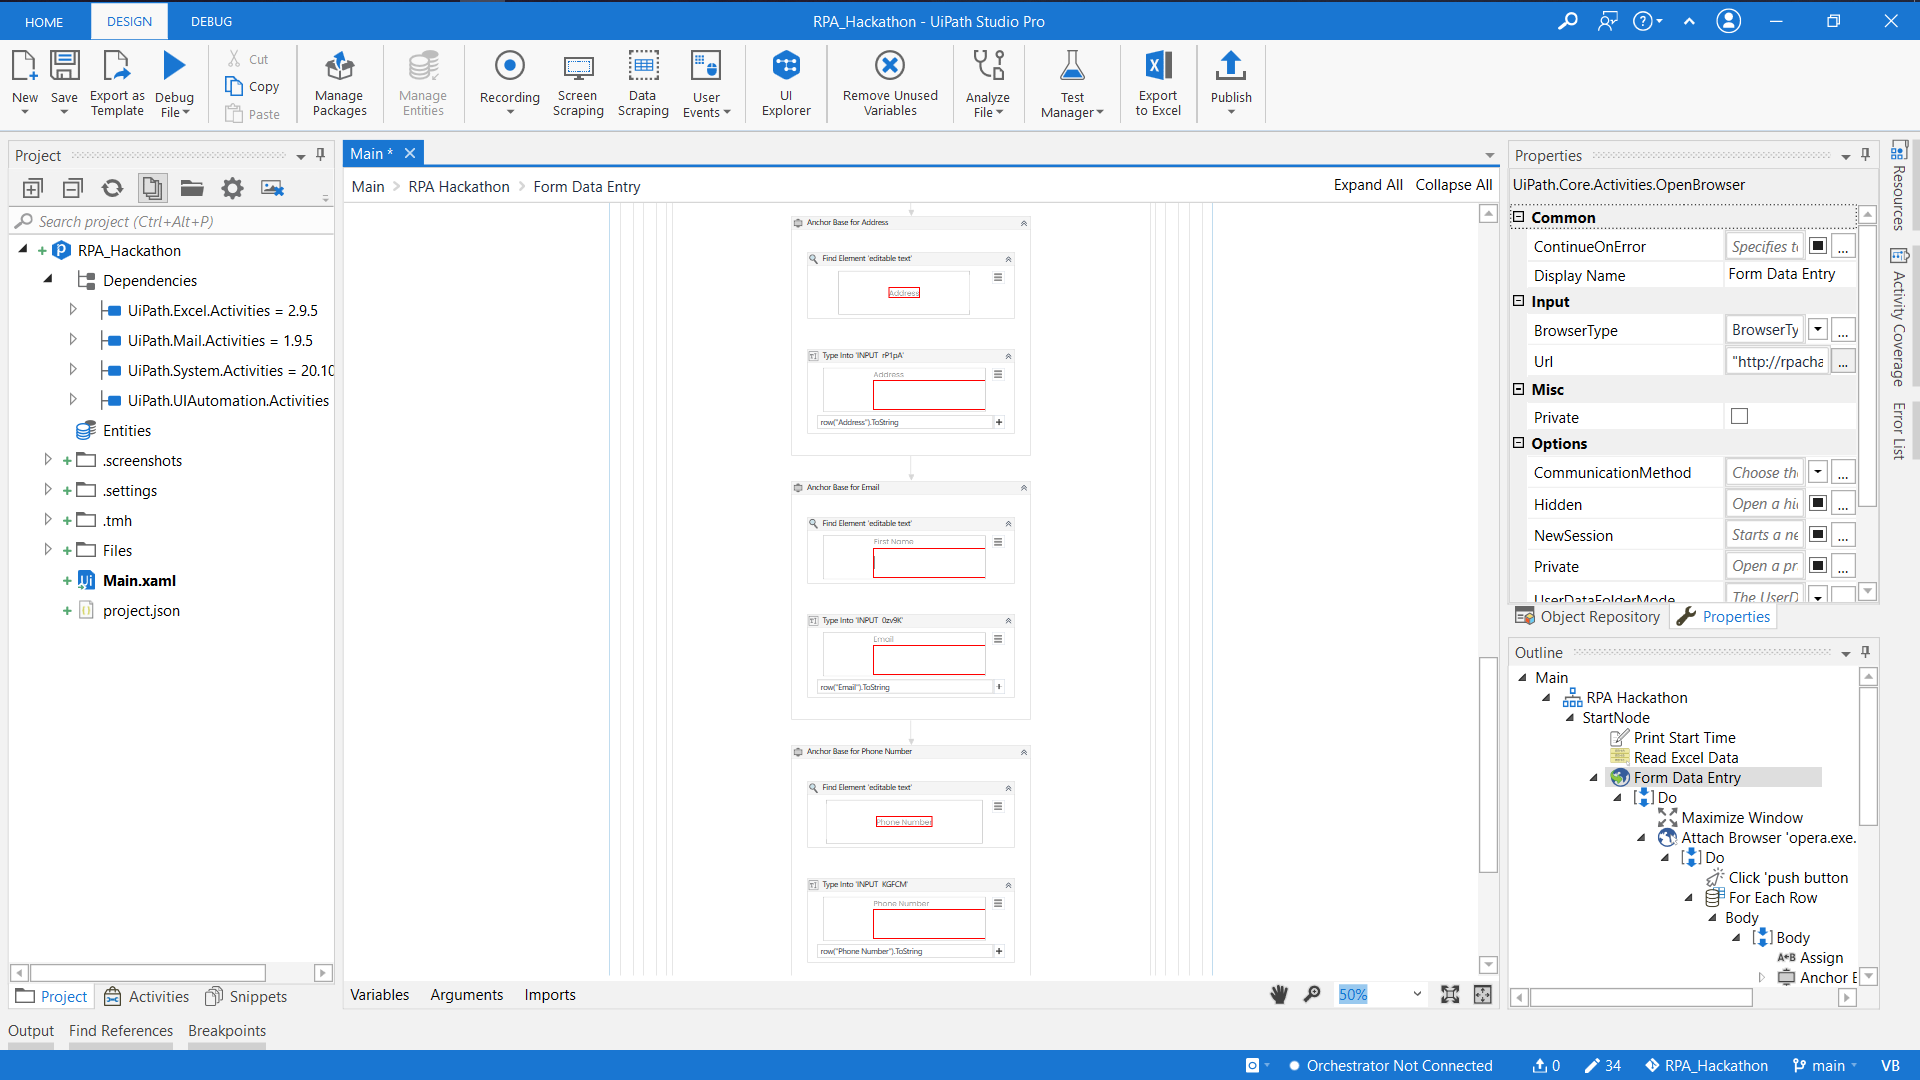 HOME
DESIGN
DEBUG
RPA_Hackathon - UiPath Studio Pro
New
Save
Export as Template
Debug File
Cut
Copy
Paste
Manage Packages
Manage Entities
Recording
Screen Scraping
Data Scraping
User Events
UI Explorer
Remove Unused Variables
Analyze File
Test Manager
Export to Excel
Publish
Project
Search project (Ctrl+Alt+P)
RPA_Hackathon
Dependencies
UiPath.Excel.Activities = 2.9.5
UiPath.Mail.Activities = 1.9.5
UiPath.System.Activities = 20.10
UiPath.UIAutomation.Activities
Entities
.screenshots
.settings
.tmh
Files
Main.xaml
project.json
Project
Activities
Snippets
Main *
Main > RPA Hackathon > Form Data Entry
Expand All
Collapse All
Anchor Base for Address
Find Element 'editable text'
Address
Type Into 'INPUT rP1pA'
Address
row("Address").ToString
Anchor Base for Email
Find Element 'editable text'
First Name
Type Into 'INPUT 0zv9K'
Email
row("Email").ToString
Anchor Base for Phone Number
Find Element 'editable text'
Phone Number
Type Into 'INPUT KGFCM'
Phone Number
row("Phone Number").ToString
Variables
Arguments
Imports
50%
Properties
UiPath.Core.Activities.OpenBrowser
Common
ContinueOnError Specifies t ...
Display Name Form Data Entry
Input
BrowserType BrowserTy ...
Url "http://rpacha ...
Misc
Private
Options
CommunicationMethod Choose the ...
Hidden Open a hi ...
NewSession Starts a ne ...
Private Open a pr ...
UserDataFolderMode The UserD
Object Repository
Properties
Resources
Activity Coverage
Error List
Outline
Main
RPA Hackathon
StartNode
Print Start Time
Read Excel Data
Form Data Entry
Do
Maximize Window
Attach Browser 'opera.exe.
Do
Click 'push button
For Each Row
Body
Body
A+B Assign
Anchor B
Output
Find References
Breakpoints
Orchestrator Not Connected
0
34
RPA_Hackathon
main
VB